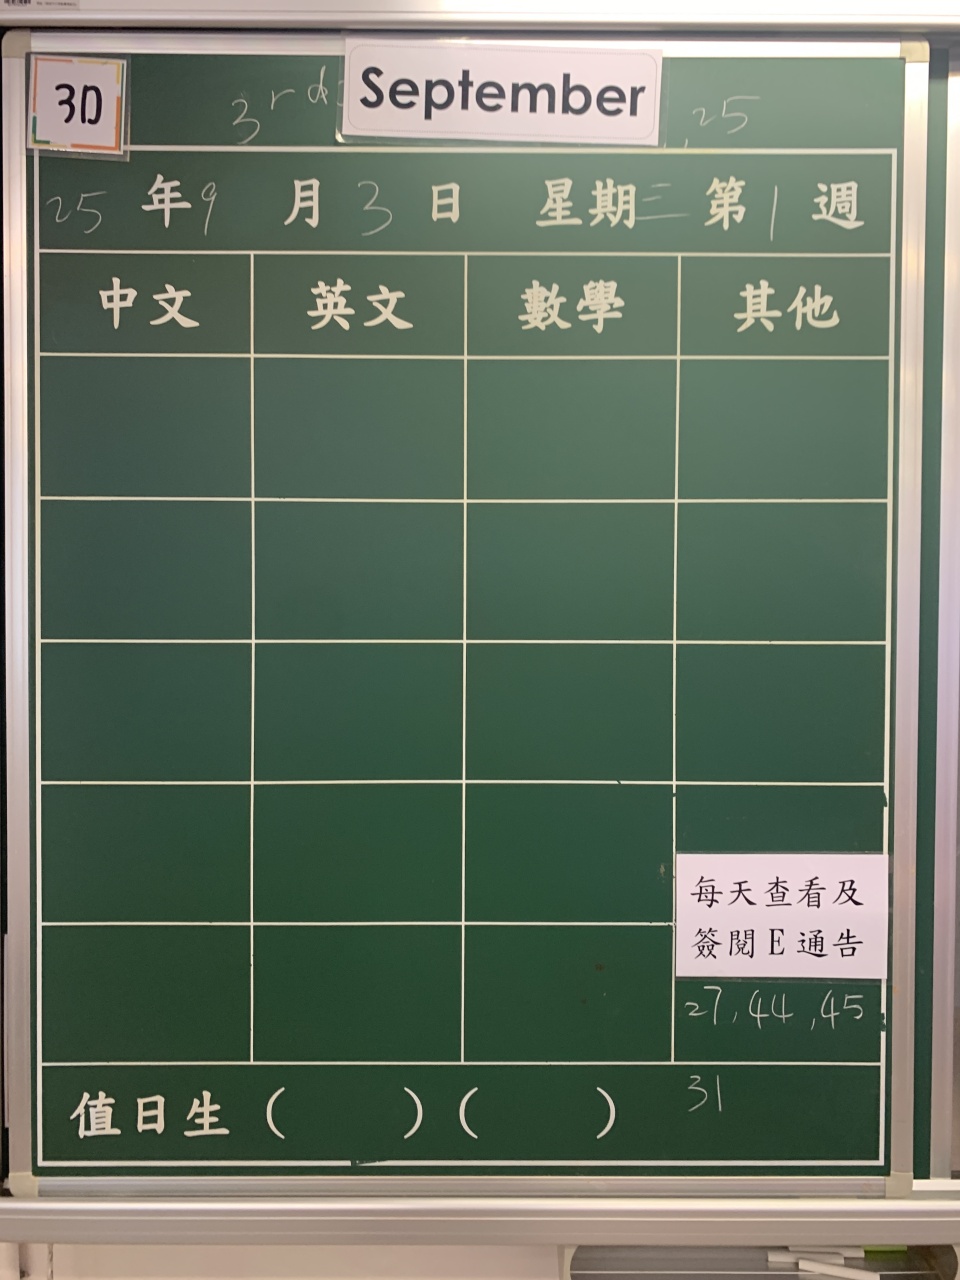 3D
3rd September ,25
25 年 9 月 3 日 星期三 第 1 週
中文 英文 數學 其他
每天查看及
簽閱 E 通告
27, 44, 45
31
值日生 ( ) ( )